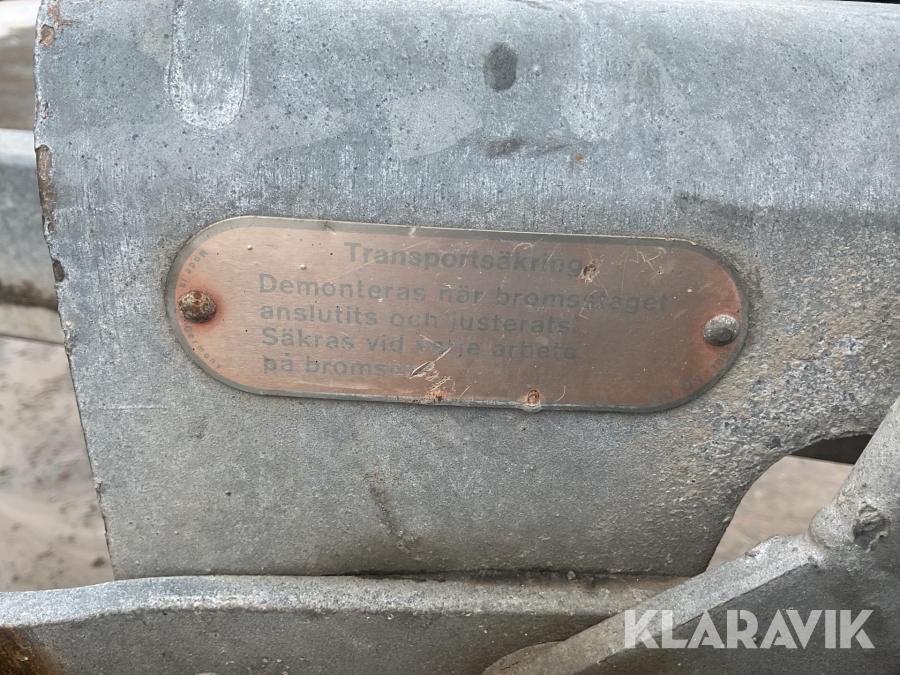 Transportsäkring
Demonteras när bromsstaget
anslutits och justerats
Säkras vid varje arbete
på bromsen
KLARAVIK